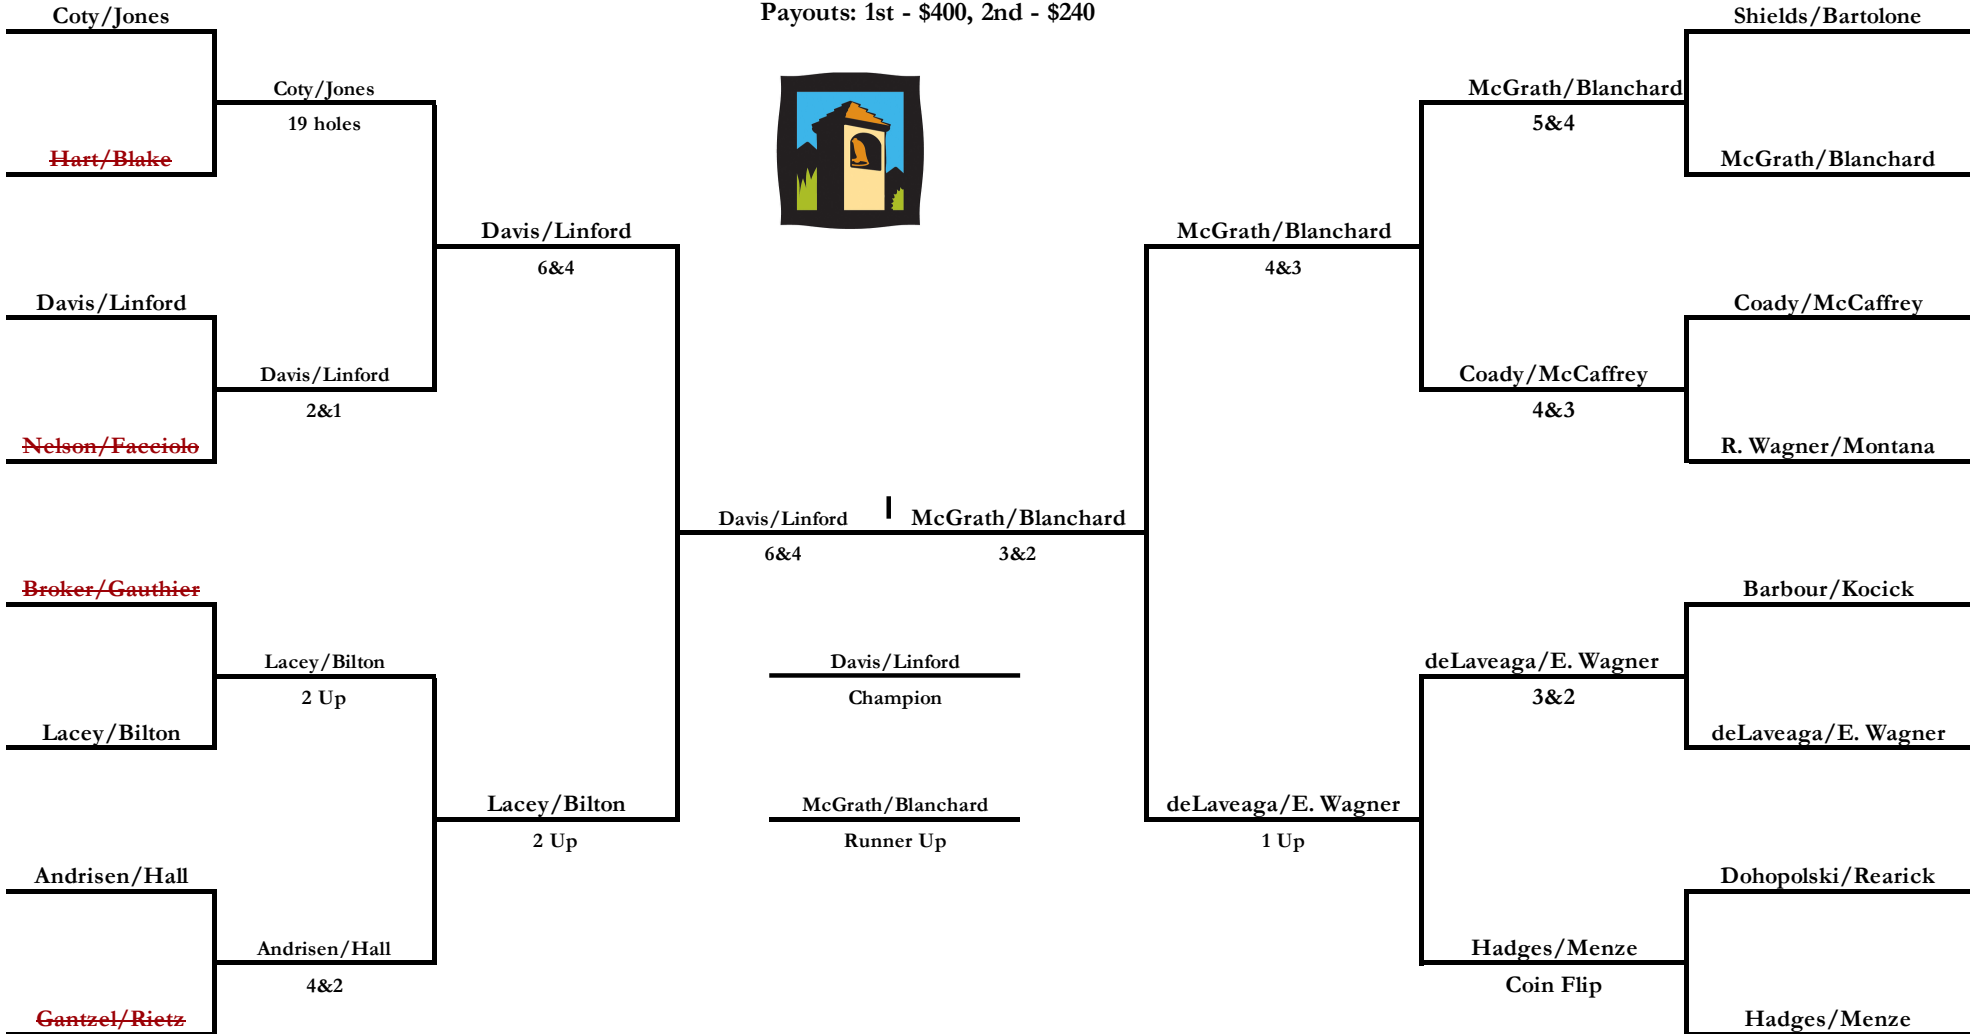 Payouts: 1st - $400, 2nd - $240
Coty/Jones
Coty/Jones
19 holes
Hart/Blake
Davis/Linford
6&4
Davis/Linford
Davis/Linford
2&1
Nelson/Facciolo
Broker/Gauthier
Lacey/Bilton
2 Up
Lacey/Bilton
Lacey/Bilton
2 Up
Andrisen/Hall
Andrisen/Hall
4&2
Gantzel/Rietz
Davis/Linford
6&4
McGrath/Blanchard
3&2
Davis/Linford
Champion
McGrath/Blanchard
Runner Up
McGrath/Blanchard
4&3
deLaveaga/E. Wagner
1 Up
McGrath/Blanchard
5&4
Coady/McCaffrey
4&3
deLaveaga/E. Wagner
3&2
Hadges/Menze
Coin Flip
Shields/Bartolone
McGrath/Blanchard
Coady/McCaffrey
R. Wagner/Montana
Barbour/Kocick
deLaveaga/E. Wagner
Dohopolski/Rearick
Hadges/Menze